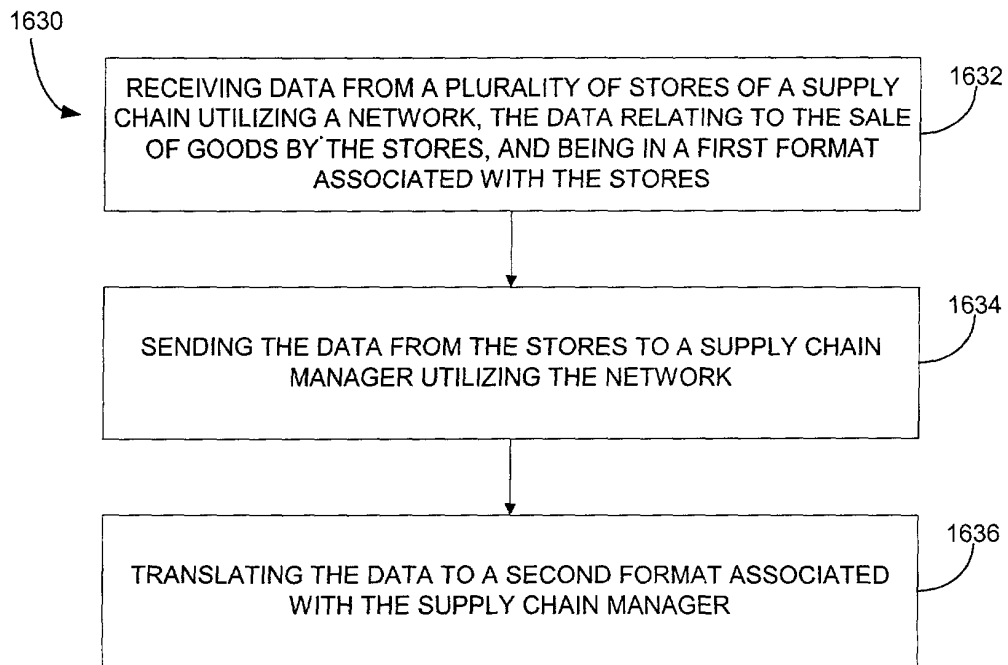 1630
RECEIVING DATA FROM A PLURALITY OF STORES OF A SUPPLY
CHAIN UTILIZING A NETWORK, THE DATA RELATING TO THE SALE
OF GOODS BY THE STORES, AND BEING IN A FIRST FORMAT
ASSOCIATED WITH THE STORES
1632
SENDING THE DATA FROM THE STORES TO A SUPPLY CHAIN
MANAGER UTILIZING THE NETWORK
1634
TRANSLATING THE DATA TO A SECOND FORMAT ASSOCIATED
WITH THE SUPPLY CHAIN MANAGER
1636